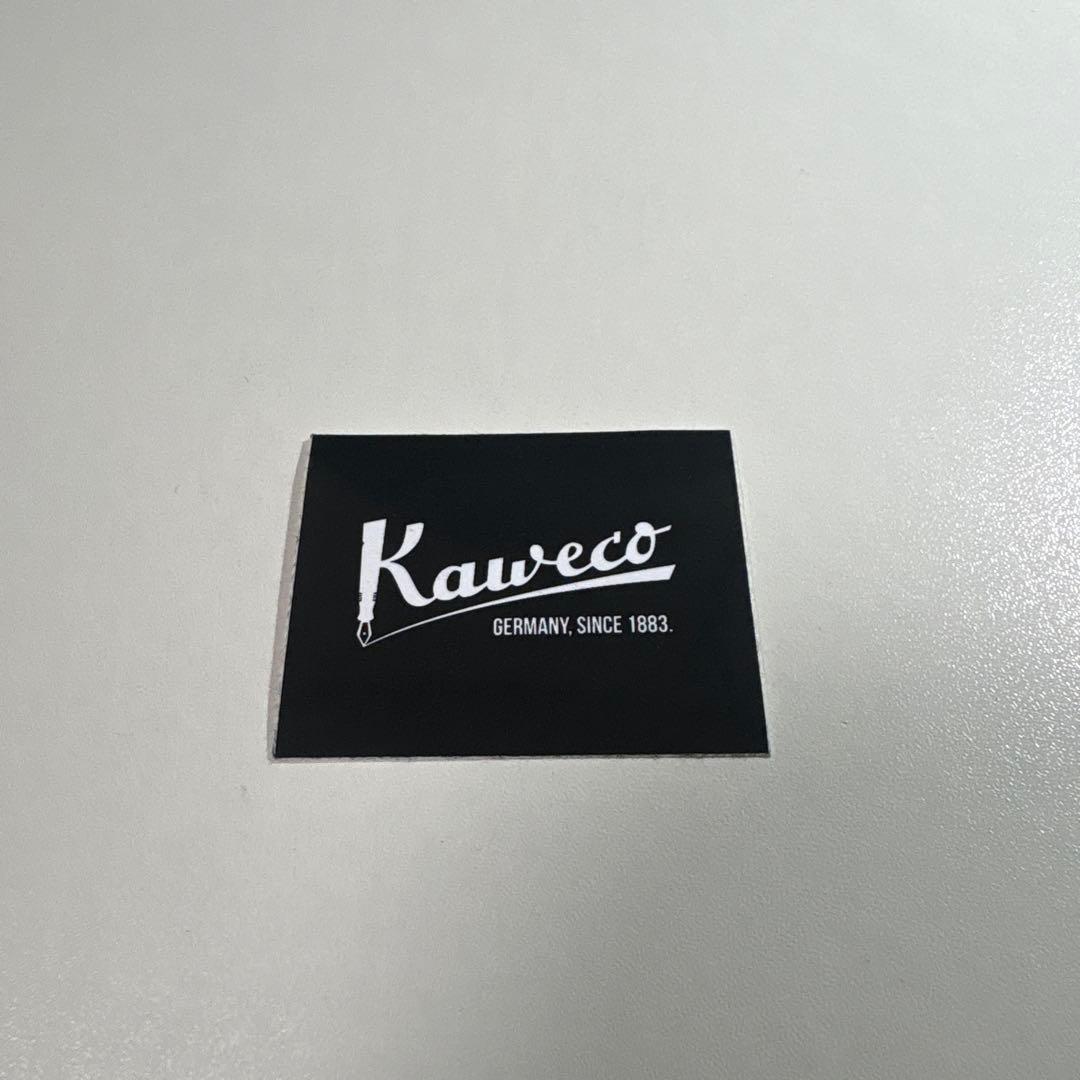 Kaweco
GERMANY, SINCE 1883.